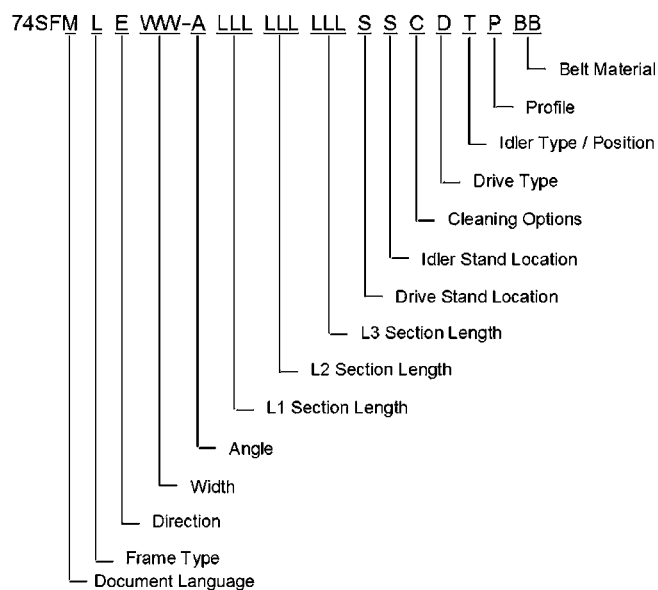 74SFM L E WW-A LLL LLL LLL S S C D T P BB
Belt Material
Profile
Idler Type / Position
Drive Type
Cleaning Options
Idler Stand Location
Drive Stand Location
L3 Section Length
L2 Section Length
L1 Section Length
Angle
Width
Direction
Frame Type
Document Language